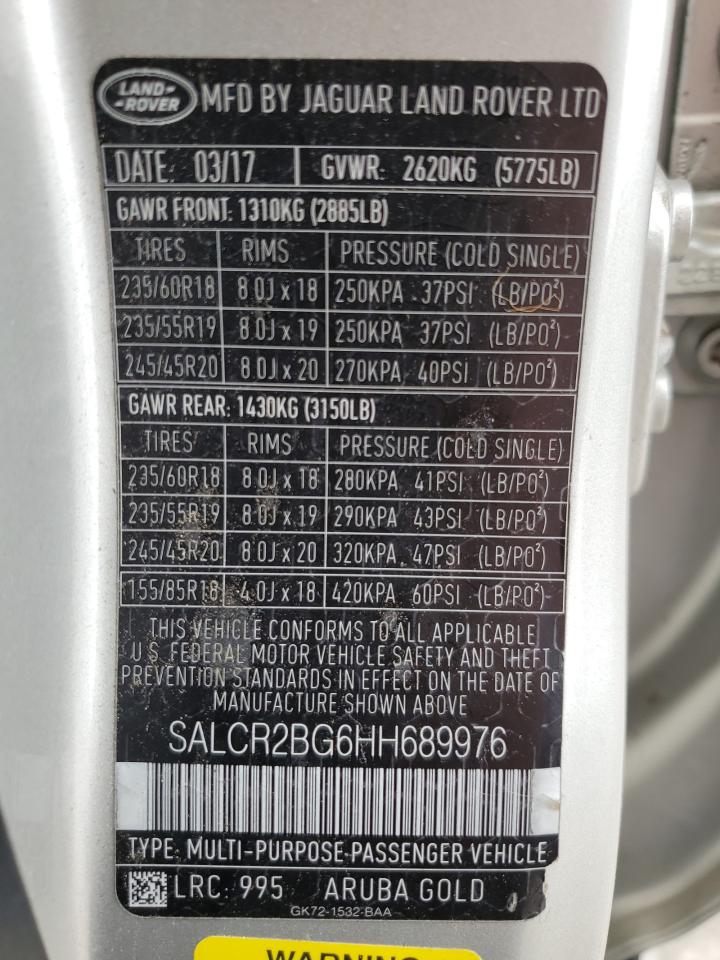 LAND-
-ROVER
MFD BY JAGUAR LAND ROVER LTD
DATE: 03/17 GVWR: 2620KG (5775LB)
GAWR FRONT: 1310KG (2885LB)
TIRES RIMS PRESSURE (COLD SINGLE)
235/60R18 8.0J x 18 250KPA 37PSI (LB/PO²)
235/55R19 8.0J x 19 250KPA 37PSI (LB/PO²)
245/45R20 8.0J x 20 270KPA 40PSI (LB/PO²)
GAWR REAR: 1430KG (3150LB)
TIRES RIMS PRESSURE (COLD SINGLE)
235/60R18 8.0J x 18 280KPA 41PSI (LB/PO²)
235/55R19 8.0J x 19 290KPA 43PSI (LB/PO²)
245/45R20 8.0J x 20 320KPA 47PSI (LB/PO²)
155/85R18 4.0J x 18 420KPA 60PSI (LB/PO²)
THIS VEHICLE CONFORMS TO ALL APPLICABLE
U.S. FEDERAL MOTOR VEHICLE SAFETY AND THEFT
PREVENTION STANDARDS IN EFFECT ON THE DATE OF
MANUFACTURE SHOWN ABOVE
SALCR2BG6HH689976
TYPE: MULTI-PURPOSE PASSENGER VEHICLE
LRC: 995 ARUBA GOLD
GK72-1532-BAA
WARNING